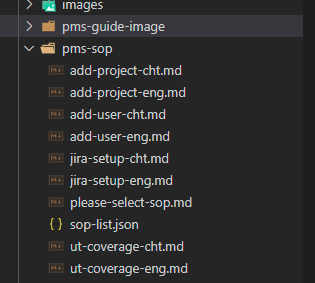 images
pms-guide-image
pms-sop
add-project-cht.md
add-project-eng.md
add-user-cht.md
add-user-eng.md
jira-setup-cht.md
jira-setup-eng.md
please-select-sop.md
{ } sop-list.json
ut-coverage-cht.md
ut-coverage-eng.md